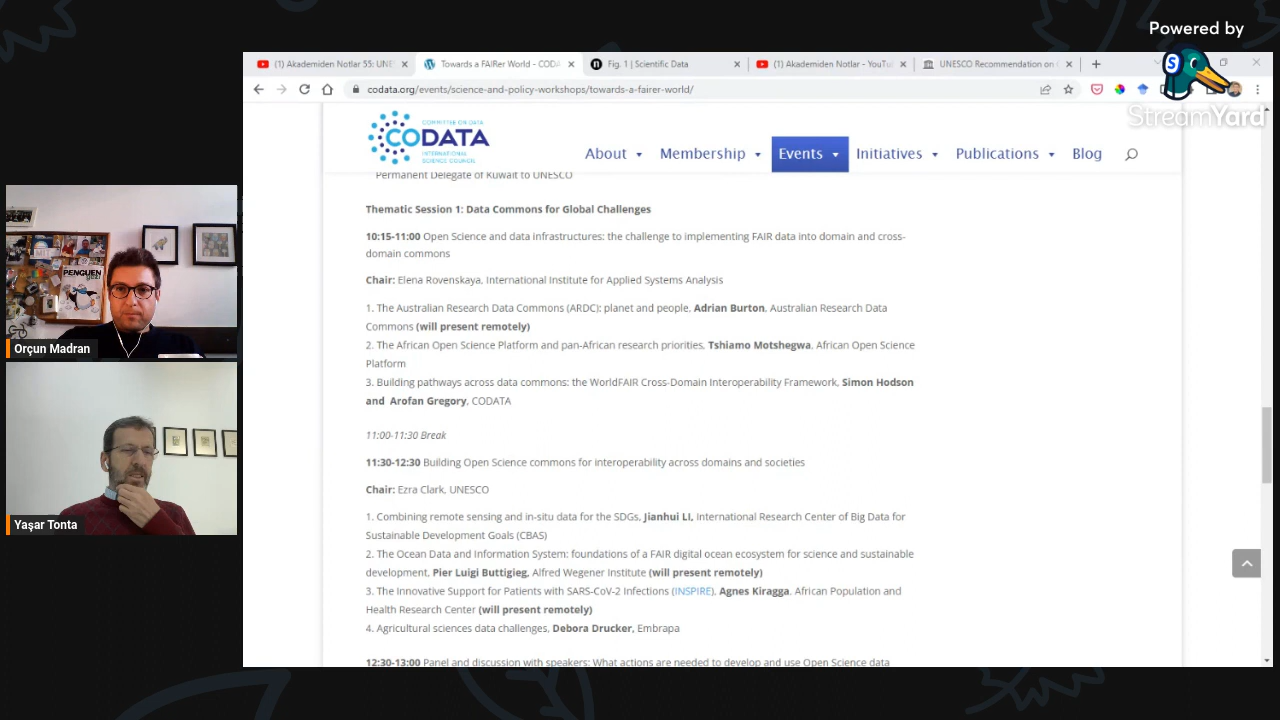 Powered by
StreamYard
(1) Akademiden Notlar 55: UNE
Towards a FAIRer World - COD
Fig. 1 | Scientific Data
(1) Akademiden Notlar - YouTu
UNESCO Recommendation on
codata.org/events/science-and-policy-workshops/towards-a-fairer-world/
COMMITTEE ON DATA
CODATA
INTERNATIONAL SCIENCE COUNCIL
About Membership Events Initiatives Publications Blog
Permanent Delegate of Kuwait to UNESCO
Thematic Session 1: Data Commons for Global Challenges
10:15-11:00 Open Science and data infrastructures: the challenge to implementing FAIR data into domain and cross-
domain commons
Chair: Elena Rovenskaya, International Institute for Applied Systems Analysis
1. The Australian Research Data Commons (ARDC): planet and people, Adrian Burton, Australian Research Data
Commons (will present remotely)
2. The African Open Science Platform and pan-African research priorities, Tshiamo Motshegwa, African Open Science
Platform
3. Building pathways across data commons: the WorldFAIR Cross-Domain Interoperability Framework, Simon Hodson
and Arofan Gregory, CODATA
11:00-11:30 Break
11:30-12:30 Building Open Science commons for interoperability across domains and societies
Chair: Ezra Clark, UNESCO
1. Combining remote sensing and in-situ data for the SDGs, Jianhui LI, International Research Center of Big Data for
Sustainable Development Goals (CBAS)
2. The Ocean Data and Information System: foundations of a FAIR digital ocean ecosystem for science and sustainable
development, Pier Luigi Buttigieg, Alfred Wegener Institute (will present remotely)
3. The Innovative Support for Patients with SARS-CoV-2 Infections (INSPIRE), Agnes Kiragga, African Population and
Health Research Center (will present remotely)
4. Agricultural sciences data challenges, Debora Drucker, Embrapa
12:30-13:00 Panel and discussion with speakers: What actions are needed to develop and use Open Science data
PENGUEN
Orçun Madran
Yaşar Tonta